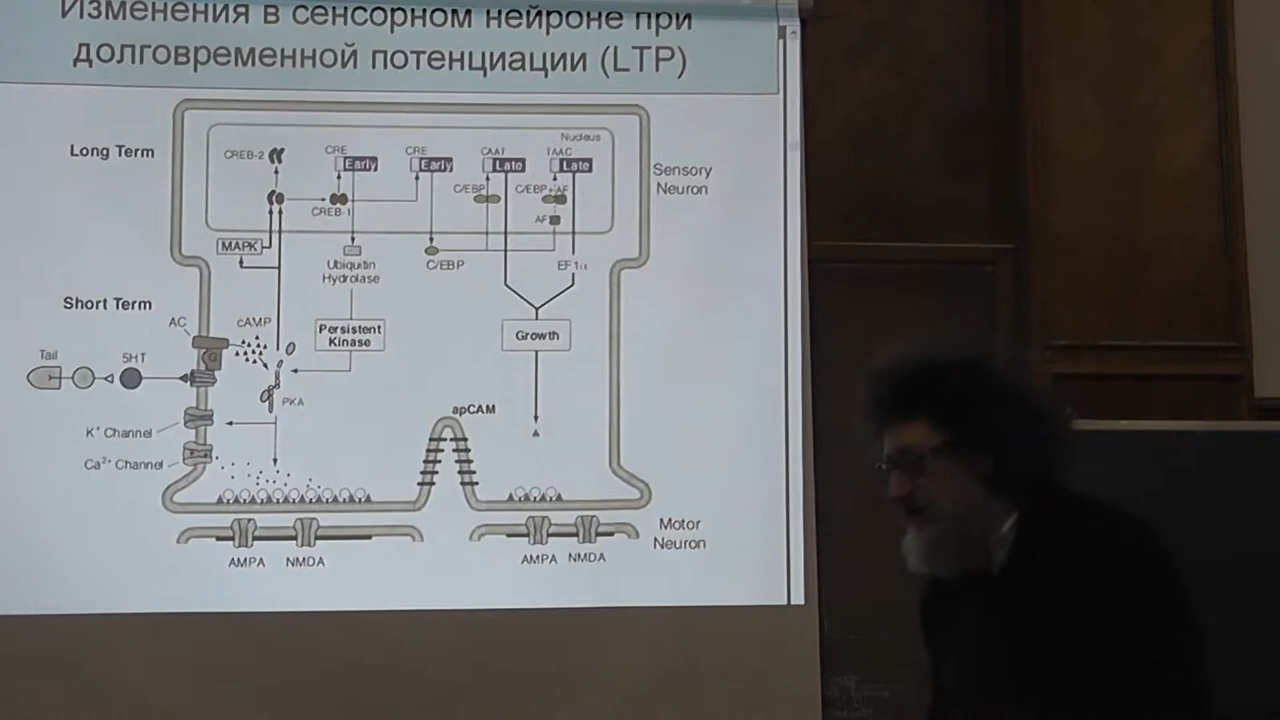 Изменения в сенсорном нейроне при
долговременной потенциации (LTP)
Nucleus
Long Term
CREB-2
CRE
Early
CRE
Early
CAAT
Late
TAAC
Late
Sensory
Neuron
C/EBP
C/EBP+AF
CREB-1
AF
MAPK
Ubiquitin
Hydrolase
C/EBP
EF1α
Short Term
AC
cAMP
Persistent
Kinase
Growth
Tail
5HT
G
PKA
apCAM
K+ Channel
Ca2+ Channel
Motor
Neuron
AMPA
NMDA
AMPA
NMDA